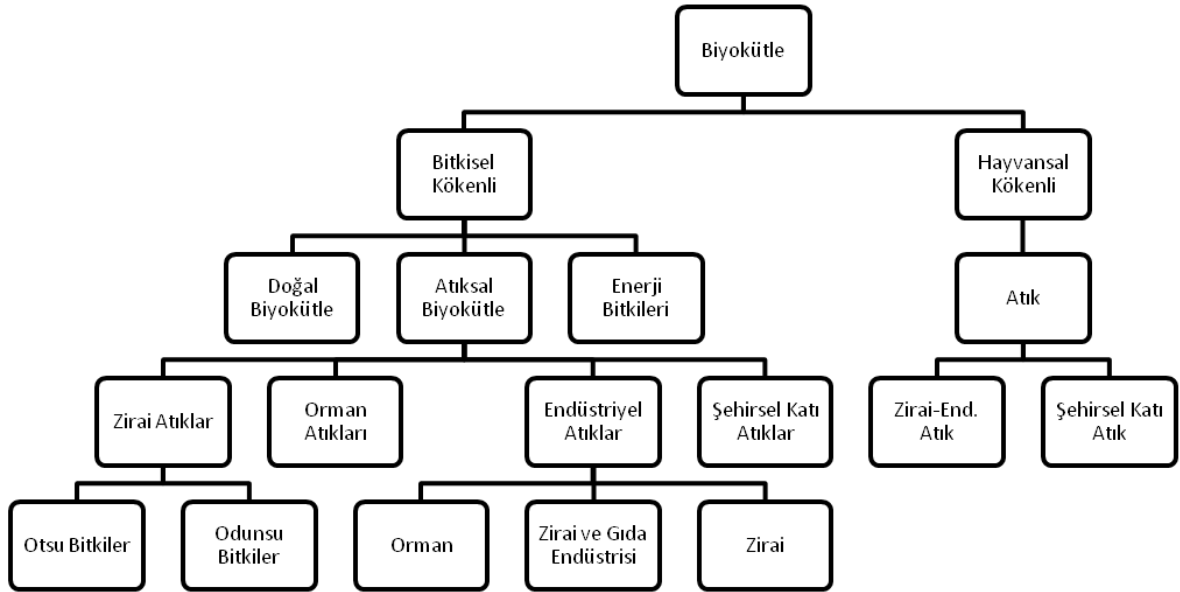 Biyokütle
Bitkisel
Kökenli
Hayvansal
Kökenli
Doğal
Biyokütle
Atıksal
Biyokütle
Enerji
Bitkileri
Atık
Zirai Atıklar
Orman
Atıkları
Endüstriyel
Atıklar
Şehirsel Katı
Atıklar
Zirai-End.
Atık
Şehirsel Katı
Atık
Otsu Bitkiler
Odunsu
Bitkiler
Orman
Zirai ve Gıda
Endüstrisi
Zirai